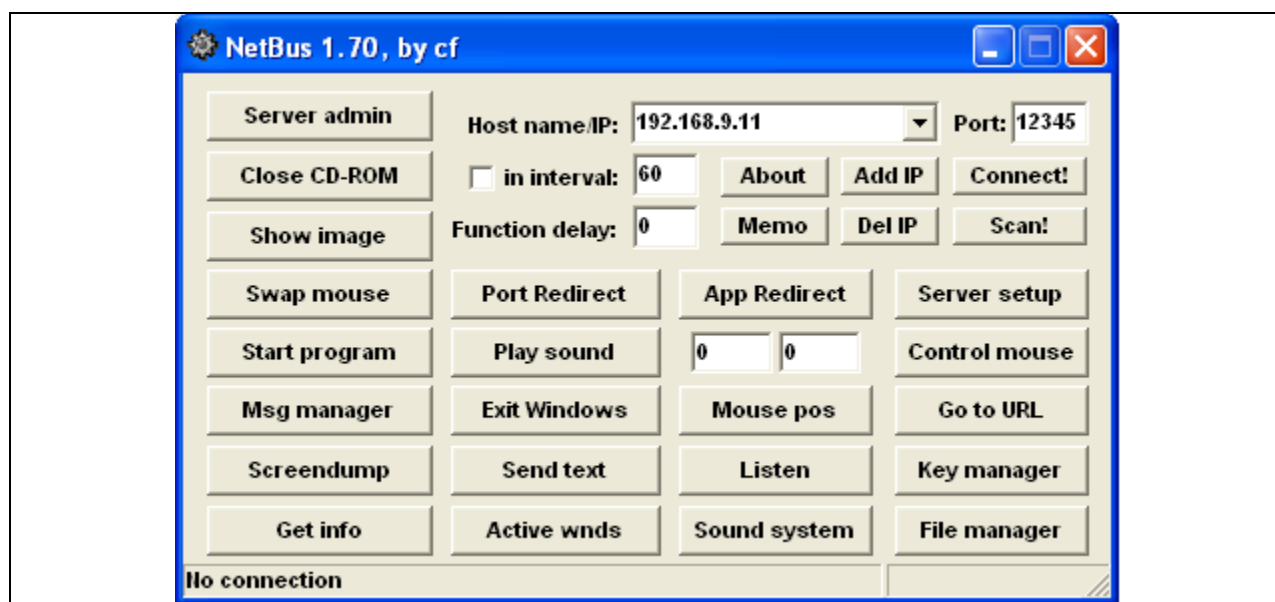 NetBus 1.70, by cf
Server admin
Host name/IP: 192.168.9.11 Port: 12345
Close CD-ROM
in interval: 60 About Add IP Connect!
Show image
Function delay: 0 Memo Del IP Scan!
Swap mouse Port Redirect App Redirect Server setup
Start program Play sound 0 0 Control mouse
Msg manager Exit Windows Mouse pos Go to URL
Screendump Send text Listen Key manager
Get info Active wnds Sound system File manager
No connection